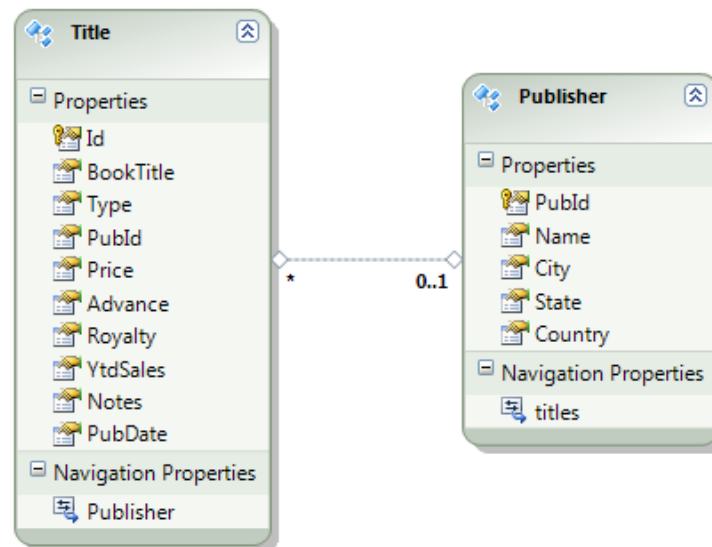 Title
Properties
Id
BookTitle
Type
PubId
Price
Advance
Royalty
YtdSales
Notes
PubDate
Navigation Properties
Publisher
*
0..1
Publisher
Properties
PubId
Name
City
State
Country
Navigation Properties
titles